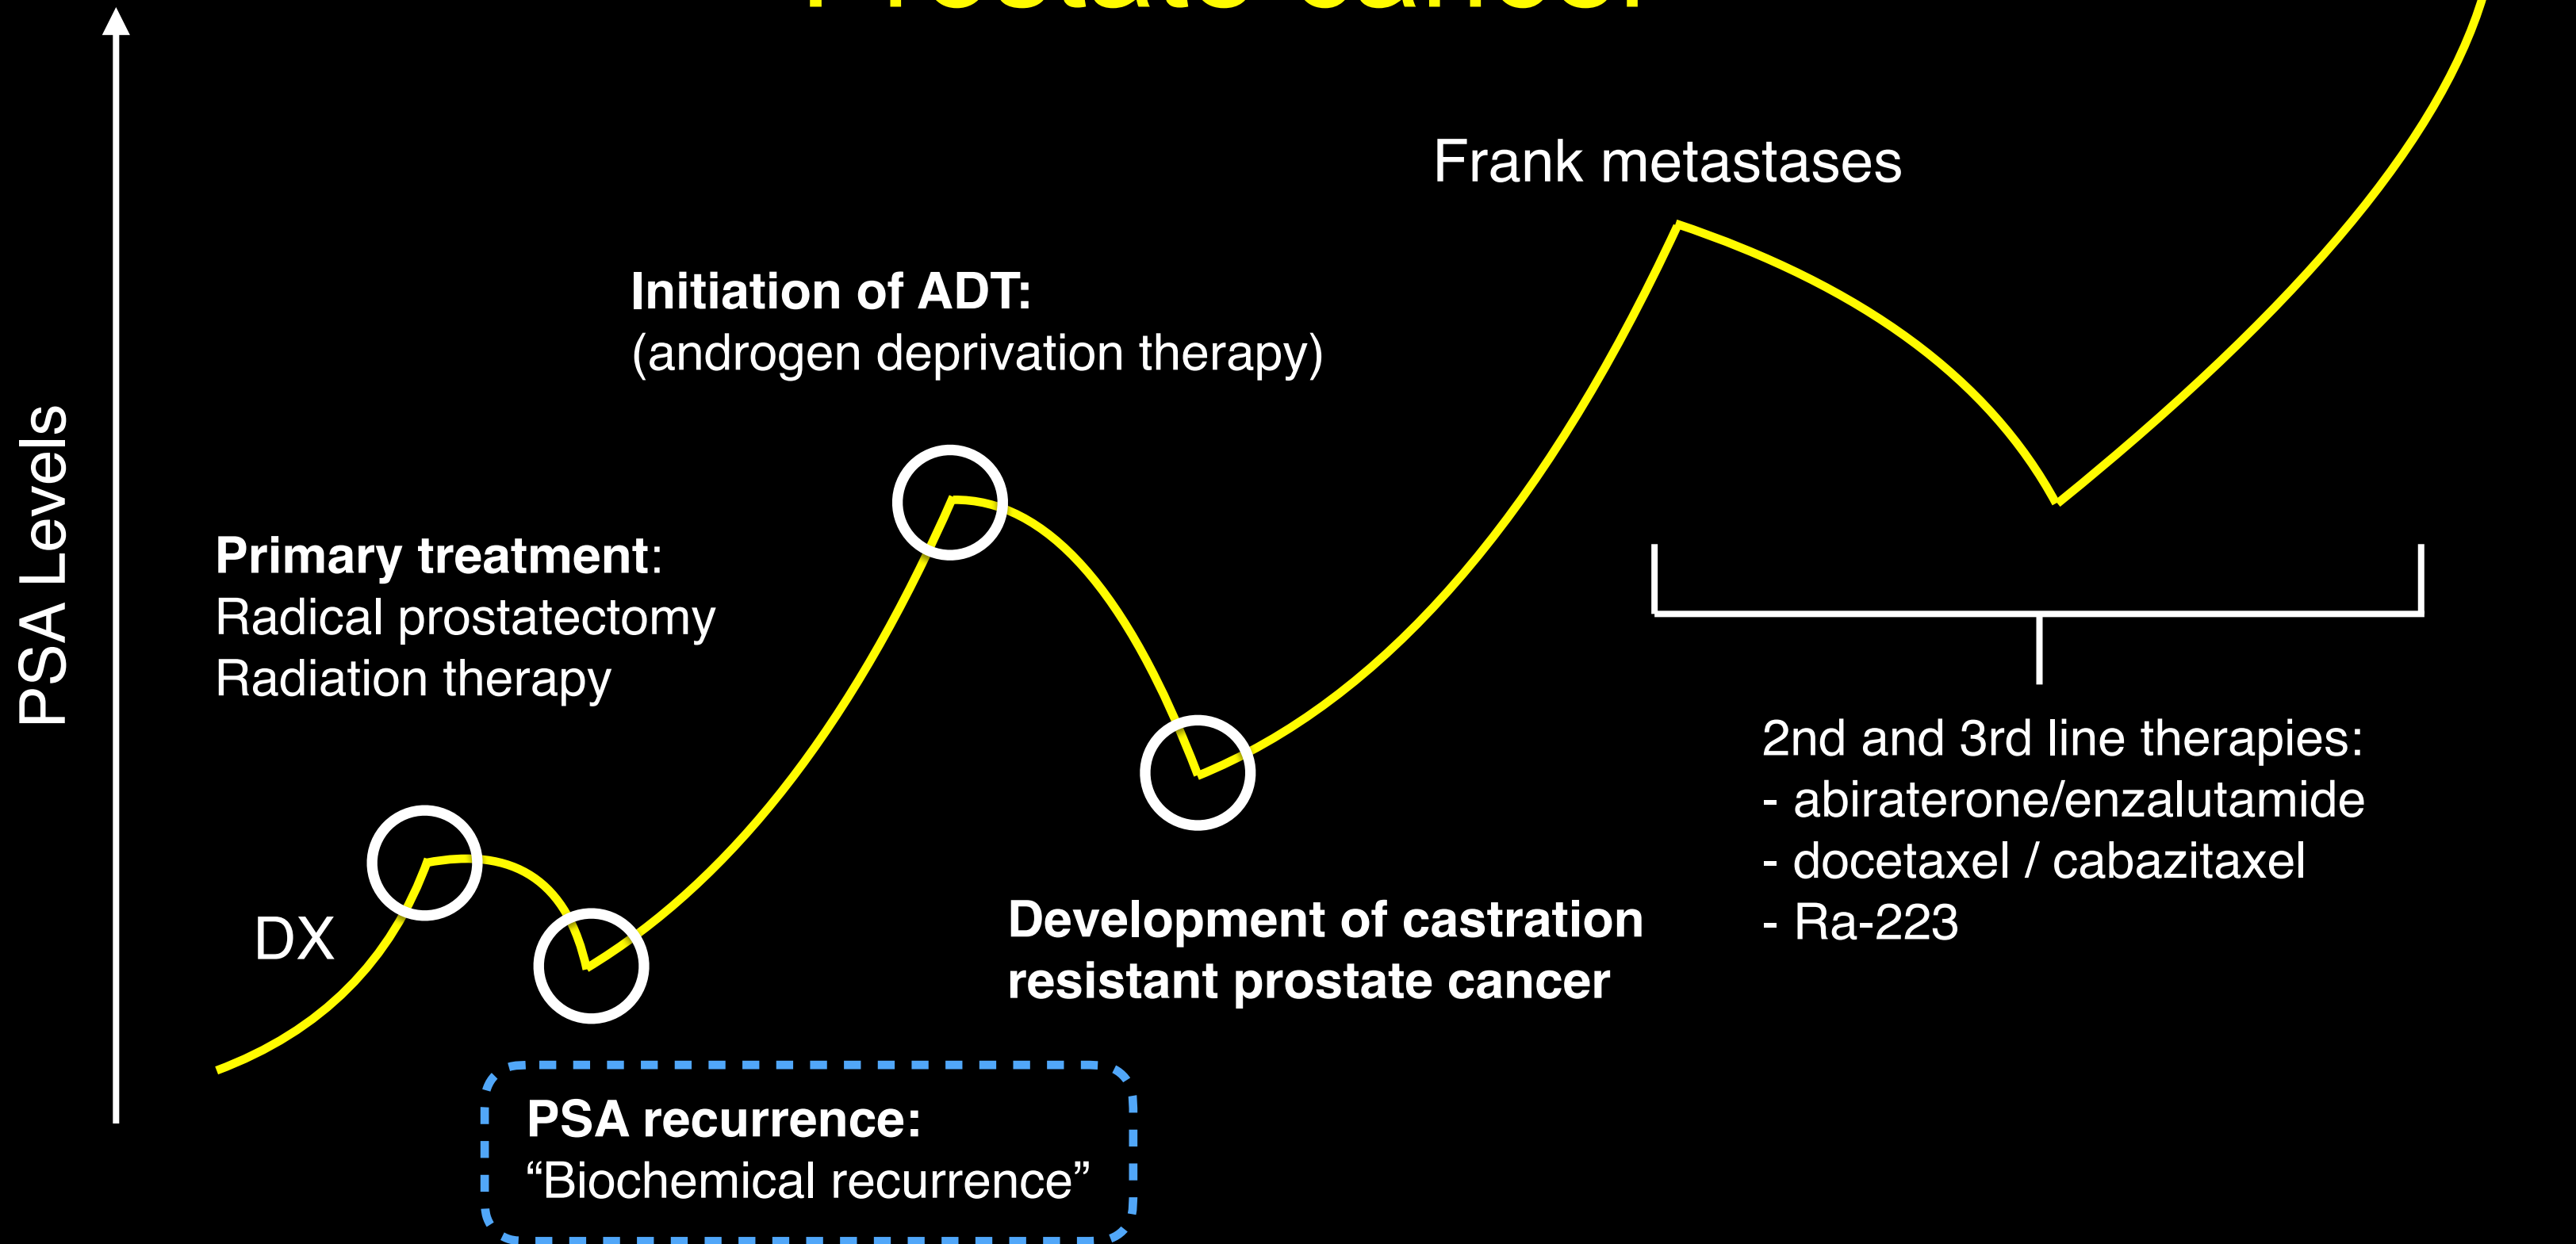 Prostate cancer
PSA Levels
Frank metastases
Initiation of ADT:
(androgen deprivation therapy)
Primary treatment:
Radical prostatectomy
Radiation therapy
DX
2nd and 3rd line therapies:
- abiraterone/enzalutamide
- docetaxel / cabazitaxel
- Ra-223
Development of castration
resistant prostate cancer
PSA recurrence:
“Biochemical recurrence”